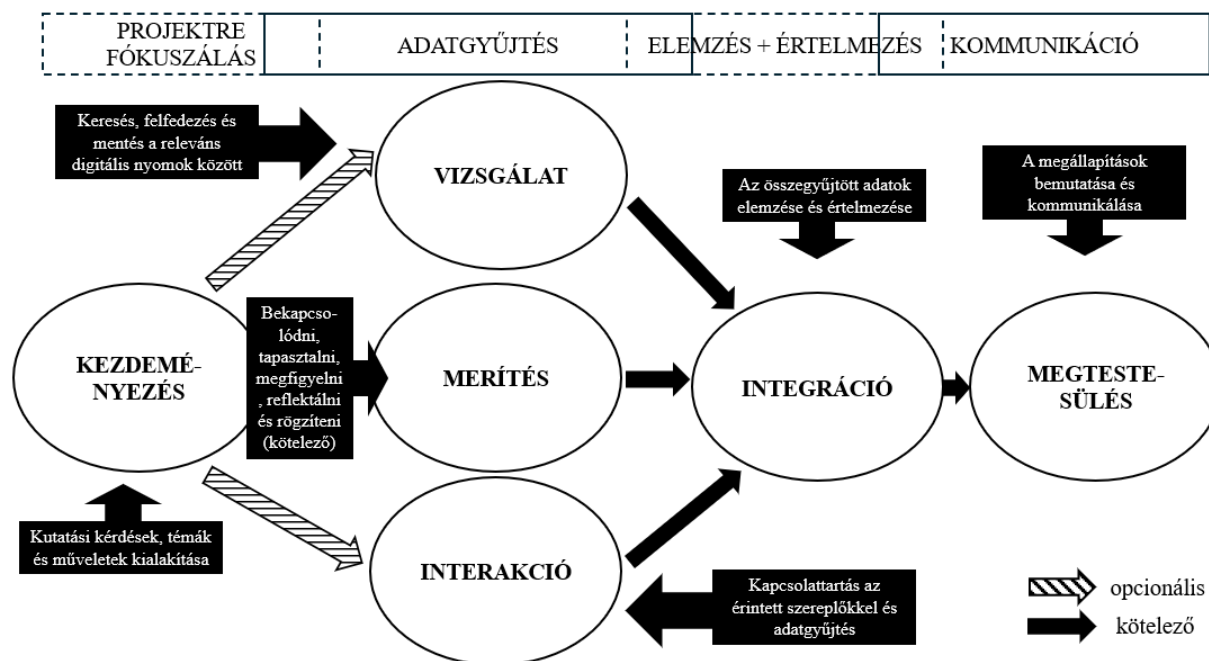 PROJEKTRE
FÓKUSZÁLÁS
ADATGYŰJTÉS
ELEMZÉS + ÉRTELMEZÉS
KOMMUNIKÁCIÓ
Keresés, felfedezés és
mentés a releváns
digitális nyomok között
VIZSGÁLAT
Az összegyűjtött adatok
elemzése és értelmezése
A megállapítások
bemutatása és
kommunikálása
KEZDEMÉ-
NYEZÉS
Bekapcso-
lódni,
tapasztalni,
megfigyelni
, reflektálni
és rögzíteni
(kötelező)
MERÍTÉS
INTEGRÁCIÓ
MEGTESTE-
SÜLÉS
Kutatási kérdések, témák
és műveletek kialakítása
INTERAKCIÓ
Kapcsolattartás az
érintett szereplőkkel és
adatgyűjtés
opcionális
kötelező